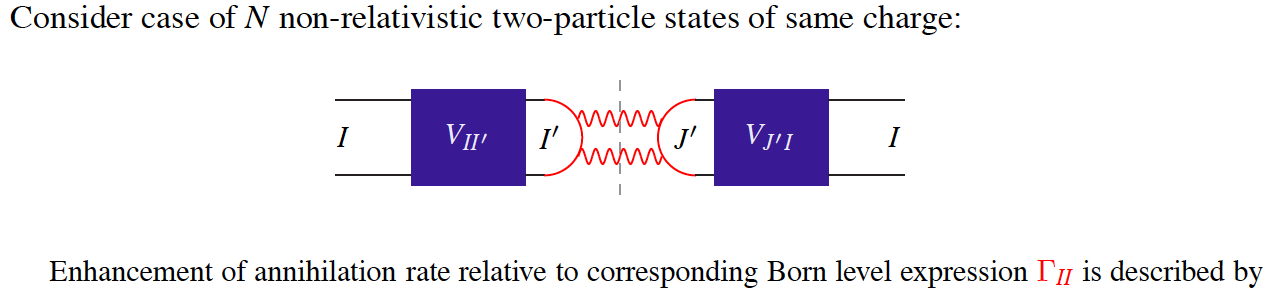 Consider case of N non-relativistic two-particle states of same charge:
I V_{II′} I′ J′ V_{J′I} I
Enhancement of annihilation rate relative to corresponding Born level expression Γ_{II} is described by